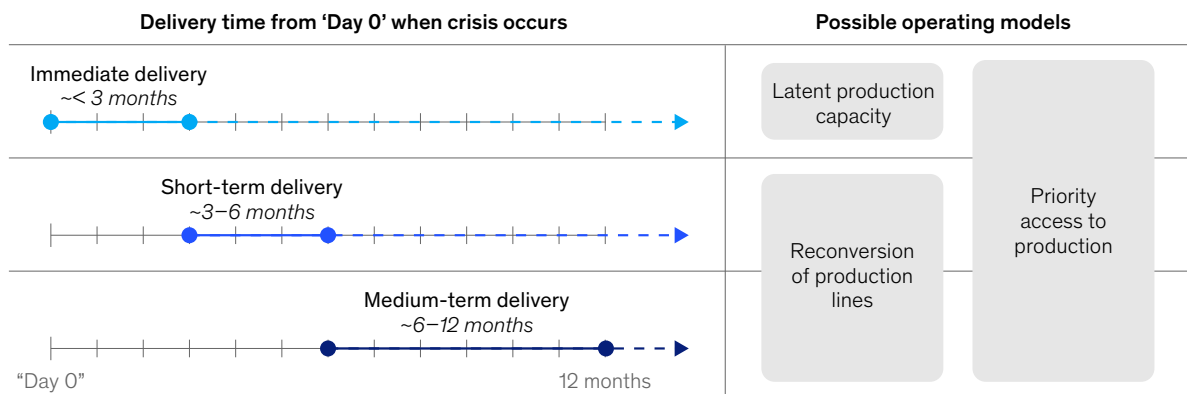 Delivery time from ‘Day 0’ when crisis occurs
Possible operating models
Immediate delivery
~< 3 months
Latent production
capacity
Short-term delivery
~3–6 months
Priority
access to
production
Reconversion
of production
lines
Medium-term delivery
~6–12 months
“Day 0”
12 months